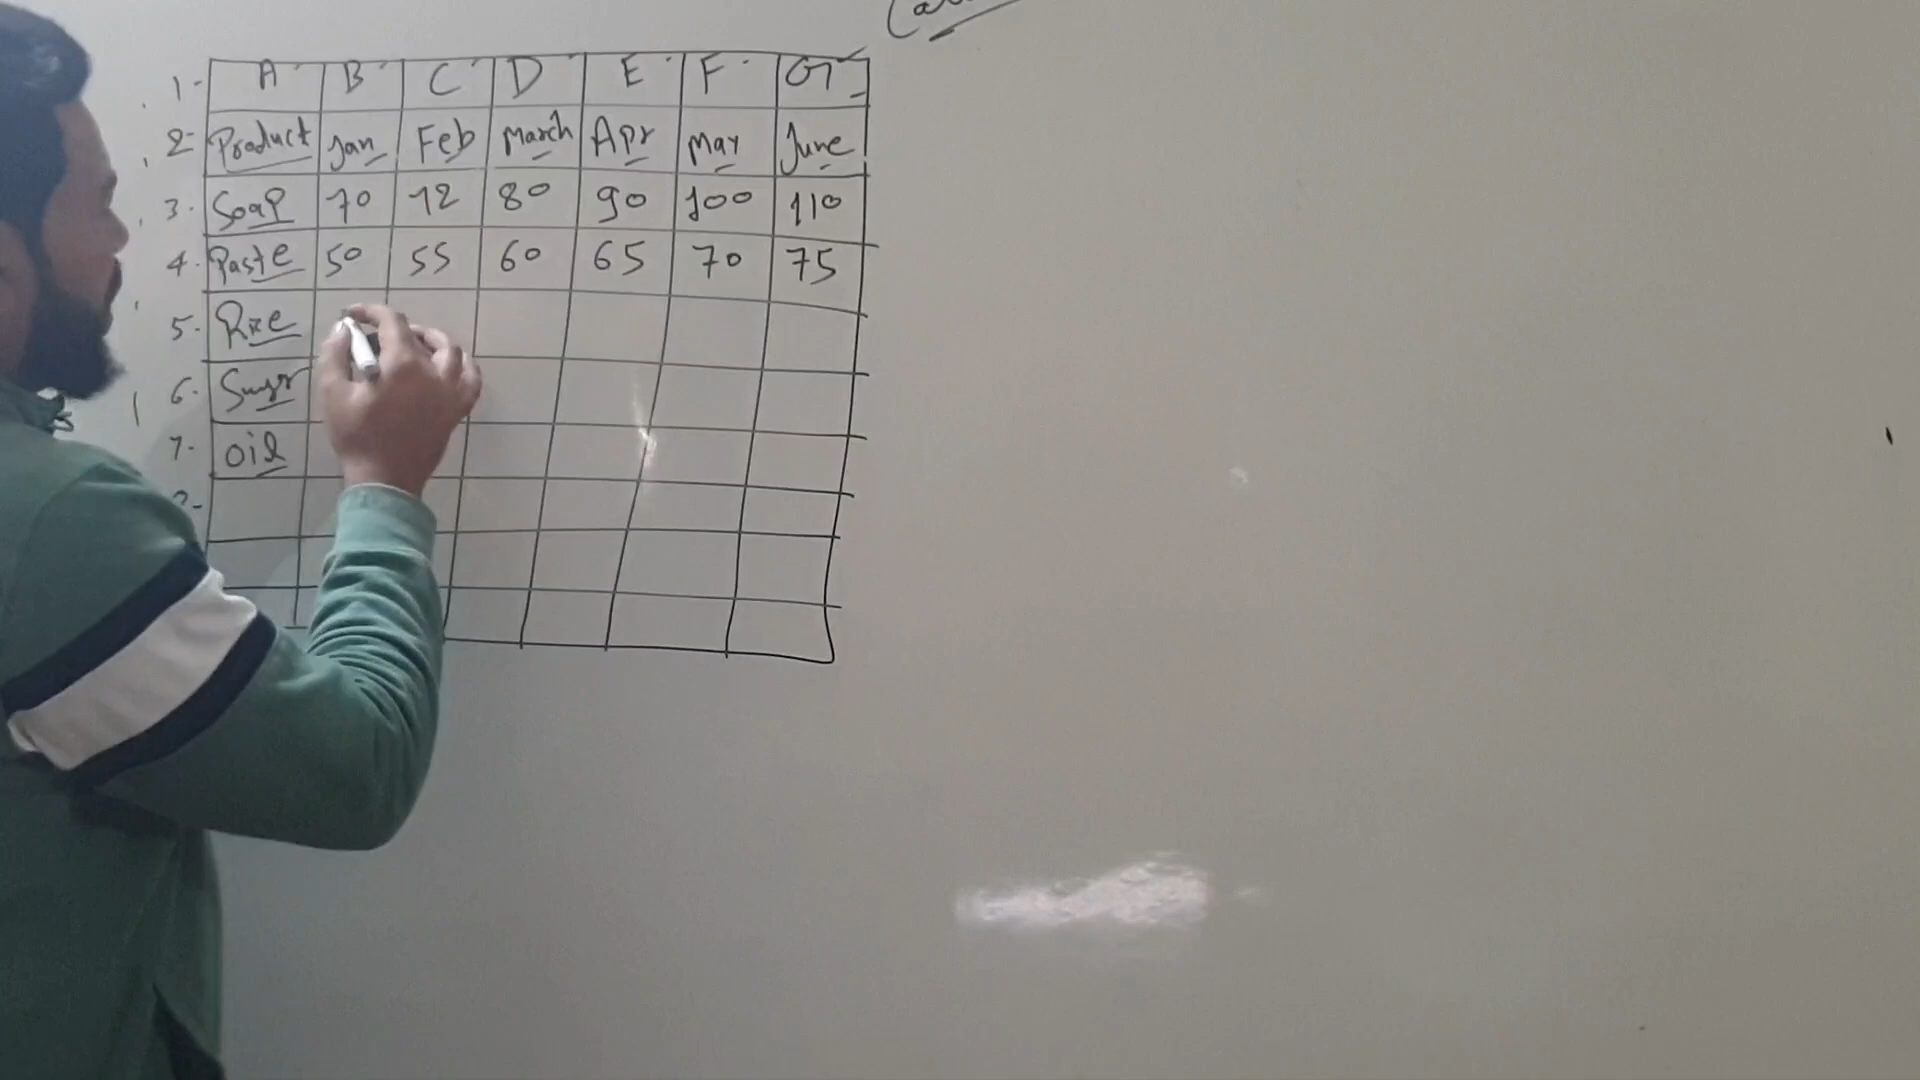 1- A B C D E F G
2- Product Jan Feb March Apr May June
3- Soap 70 72 80 90 100 110
4- Paste 50 55 60 65 70 75
5- Rice
6- Sugr
7- oil